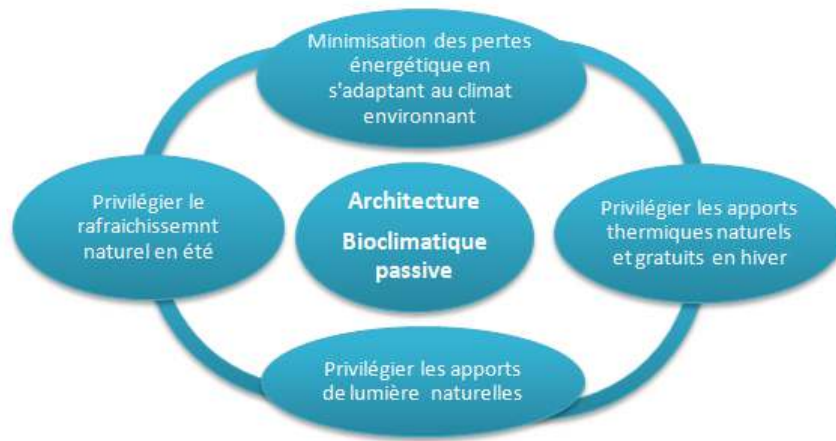 Minimisation des pertes
énergétique en
s'adaptant au climat
environnant
Privilégier le
rafraichissemnt
naturel en été
Architecture
Bioclimatique
passive
Privilégier les apports
thermiques naturels
et gratuits en hiver
Privilégier les apports
de lumière naturelles